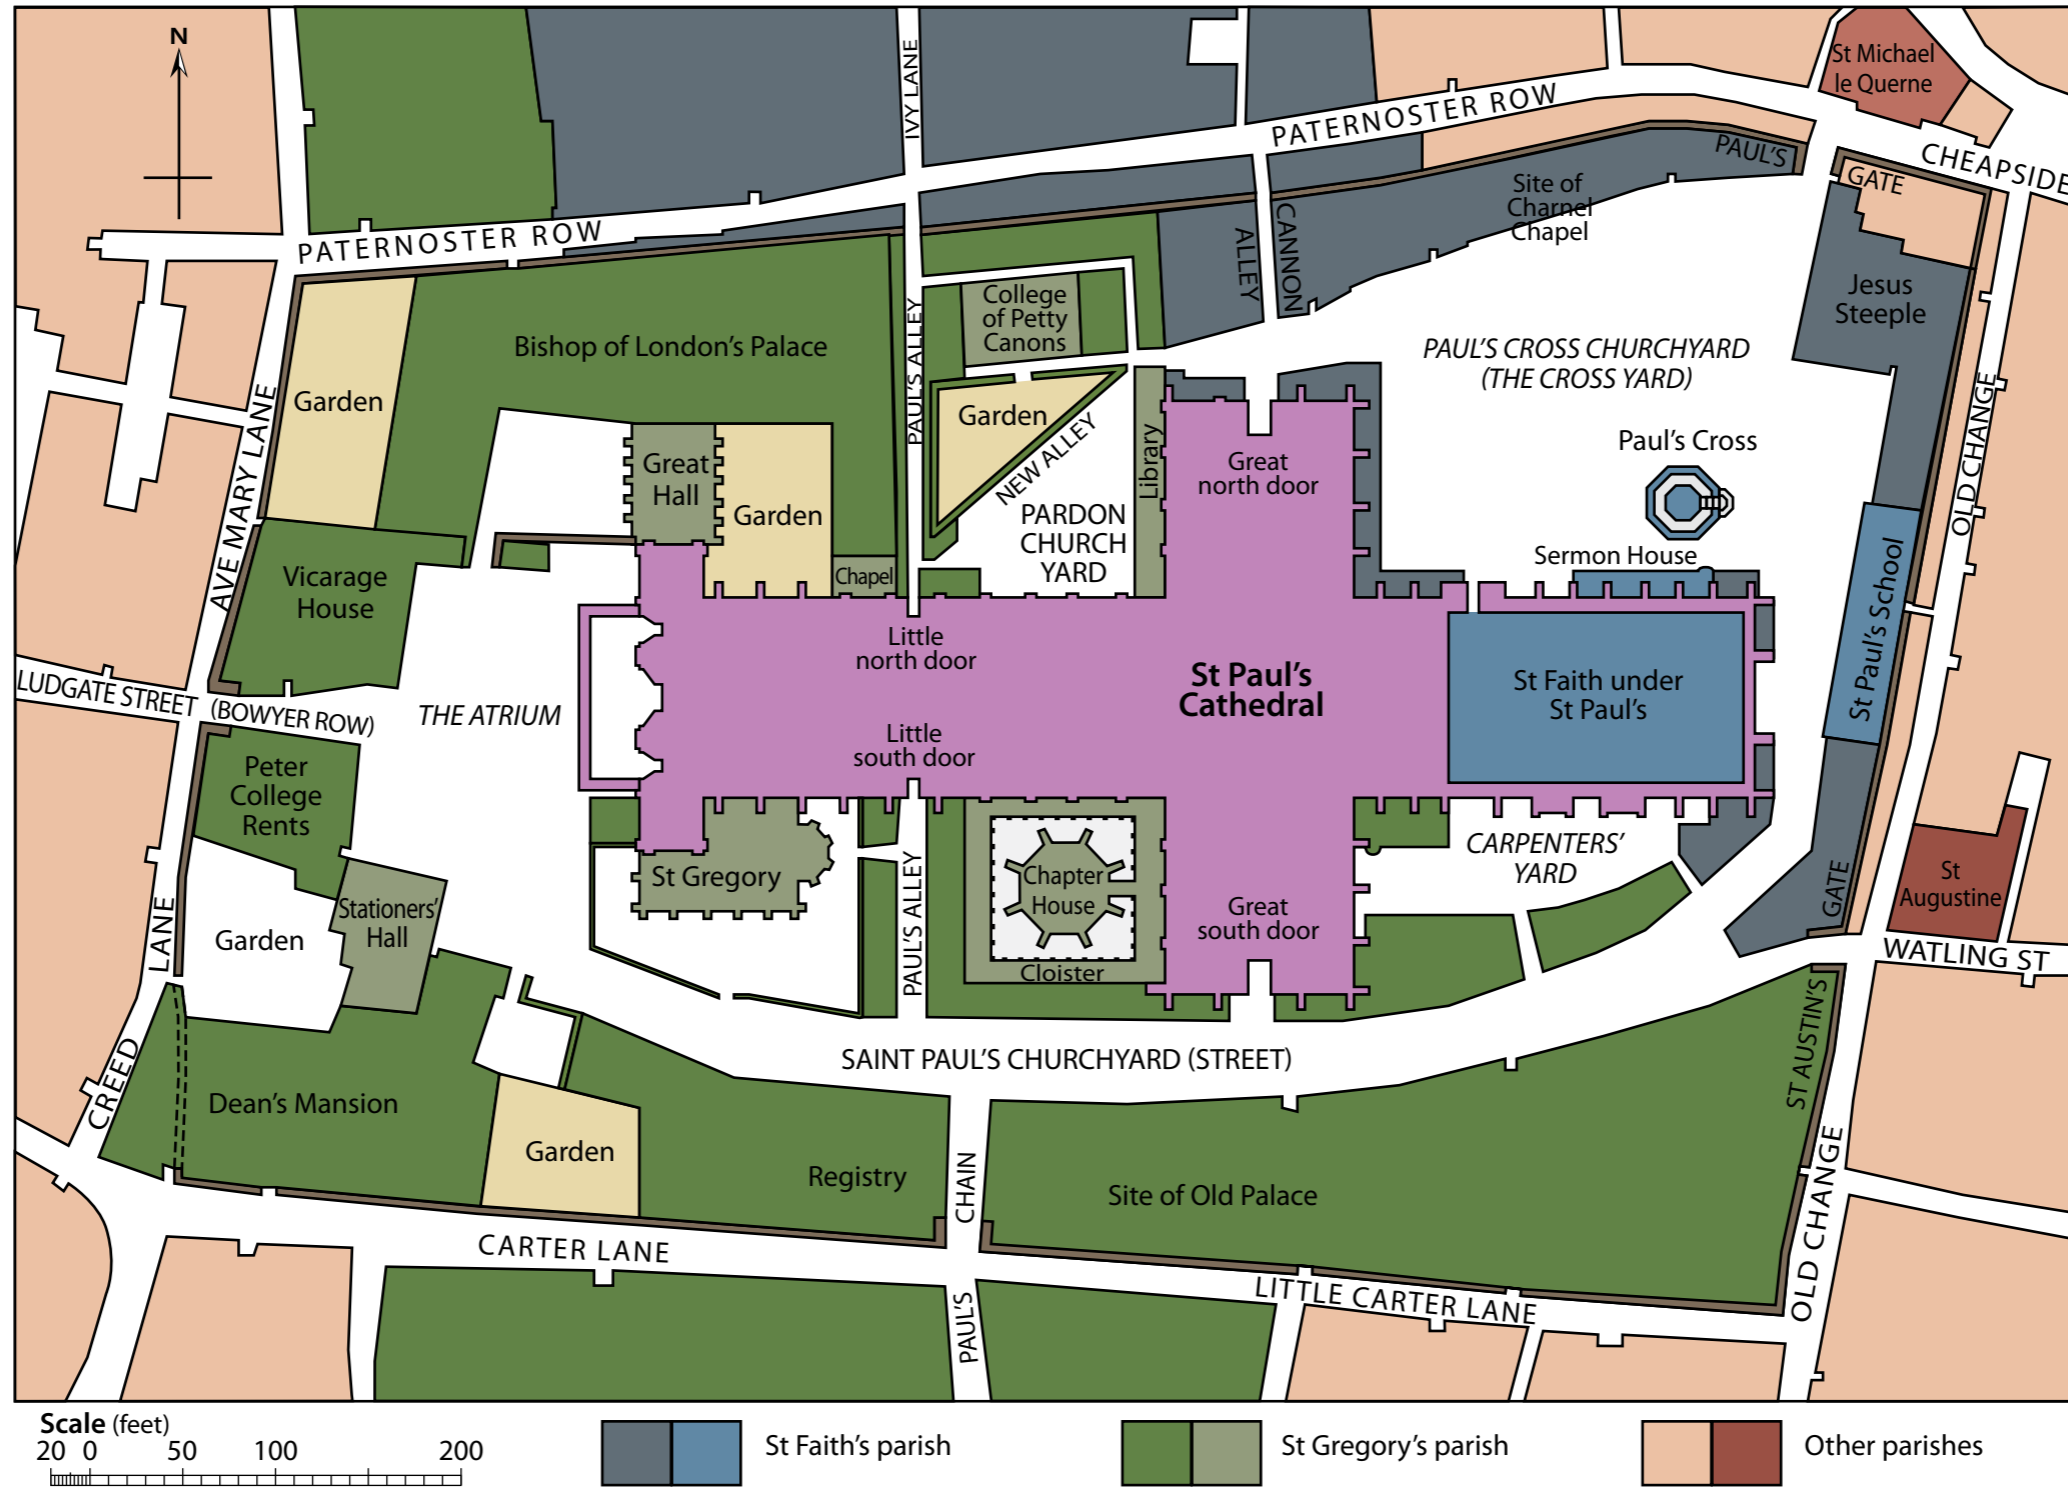 N
St Michael
le Querne
IVY LANE
PATERNOSTER ROW
PAUL'S
GATE
CHEAPSIDE
PATERNOSTER ROW
Site of
Charnel
Chapel
CANNON
ALLEY
College
of Petty
Canons
Jesus
Steeple
Bishop of London's Palace
PAUL'S ALLEY
PAUL'S CROSS CHURCHYARD
(THE CROSS YARD)
Garden
Garden
NEW ALLEY
Library
AVE MARY LANE
Great
Hall
Garden
PARDON
CHURCH
YARD
Great
north door
Paul's Cross
Sermon House
OLD CHANGE
Chapel
Vicarage
House
Little
north door
St Paul's
Cathedral
St Faith under
St Paul's
St Paul's School
LUDGATE STREET (BOWYER ROW)
THE ATRIUM
Little
south door
Peter
College
Rents
CARPENTERS'
YARD
St Gregory
PAUL'S ALLEY
Chapter
House
Cloister
Great
south door
GATE
St
Augustine
Stationers'
Hall
Garden
WATLING ST
CREED LANE
SAINT PAUL'S CHURCHYARD (STREET)
ST AUSTIN'S
Dean's Mansion
Garden
Registry
Site of Old Palace
PAUL'S CHAIN
CARTER LANE
LITTLE CARTER LANE
OLD CHANGE
Scale (feet)
20 0 50 100 200
St Faith's parish
St Gregory's parish
Other parishes